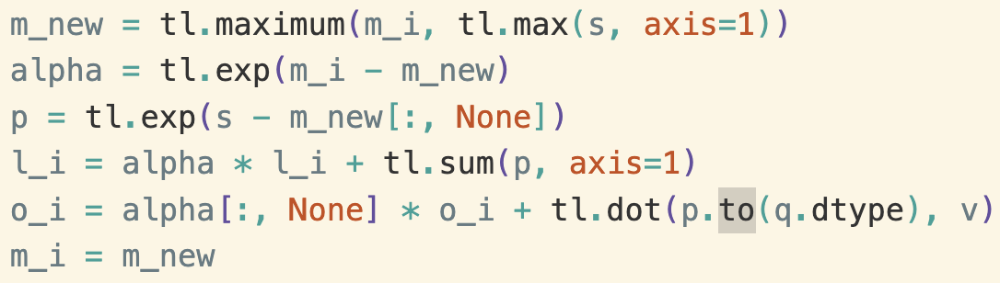 m_new = tl.maximum(m_i, tl.max(s, axis=1))
alpha = tl.exp(m_i - m_new)
p = tl.exp(s - m_new[:, None])
l_i = alpha * l_i + tl.sum(p, axis=1)
o_i = alpha[:, None] * o_i + tl.dot(p.to(q.dtype), v)
m_i = m_new